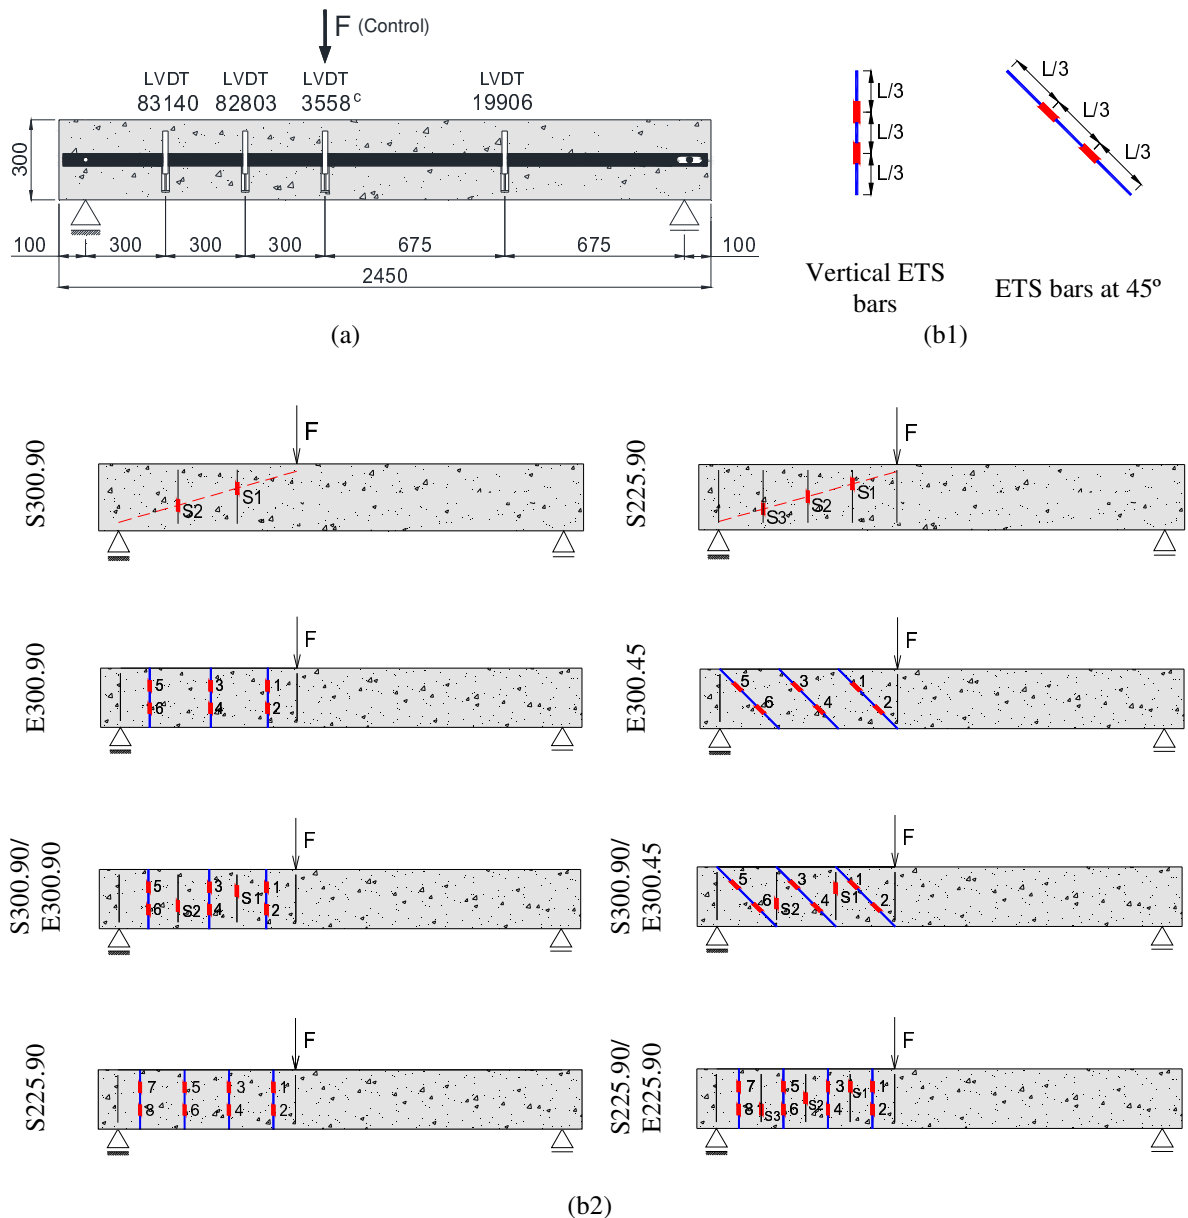 F (Control)
LVDT LVDT LVDT LVDT
83140 82803 3558 c 19906
300
100 300 300 300 675 675 100
2450
(a)
L/3
L/3
L/3
L/3
L/3
L/3
Vertical ETS
bars
ETS bars at 45º
(b1)
S300.90
F
S1
S2
S225.90
F
S1
S2
S3
E300.90
F
5 3 1
6 4 2
E300.45
F
5 3 1
6 4 2
S300.90/
E300.90
F
5 3 S1 1
6 S2 4 2
S300.90/
E300.45
F
5 3 1
6 S2 4 S1 2
S225.90
F
7 5 3 1
8 6 4 2
S225.90/
E225.90
F
7 5 3 S1 1
8 S3 6 S2 4 2
(b2)